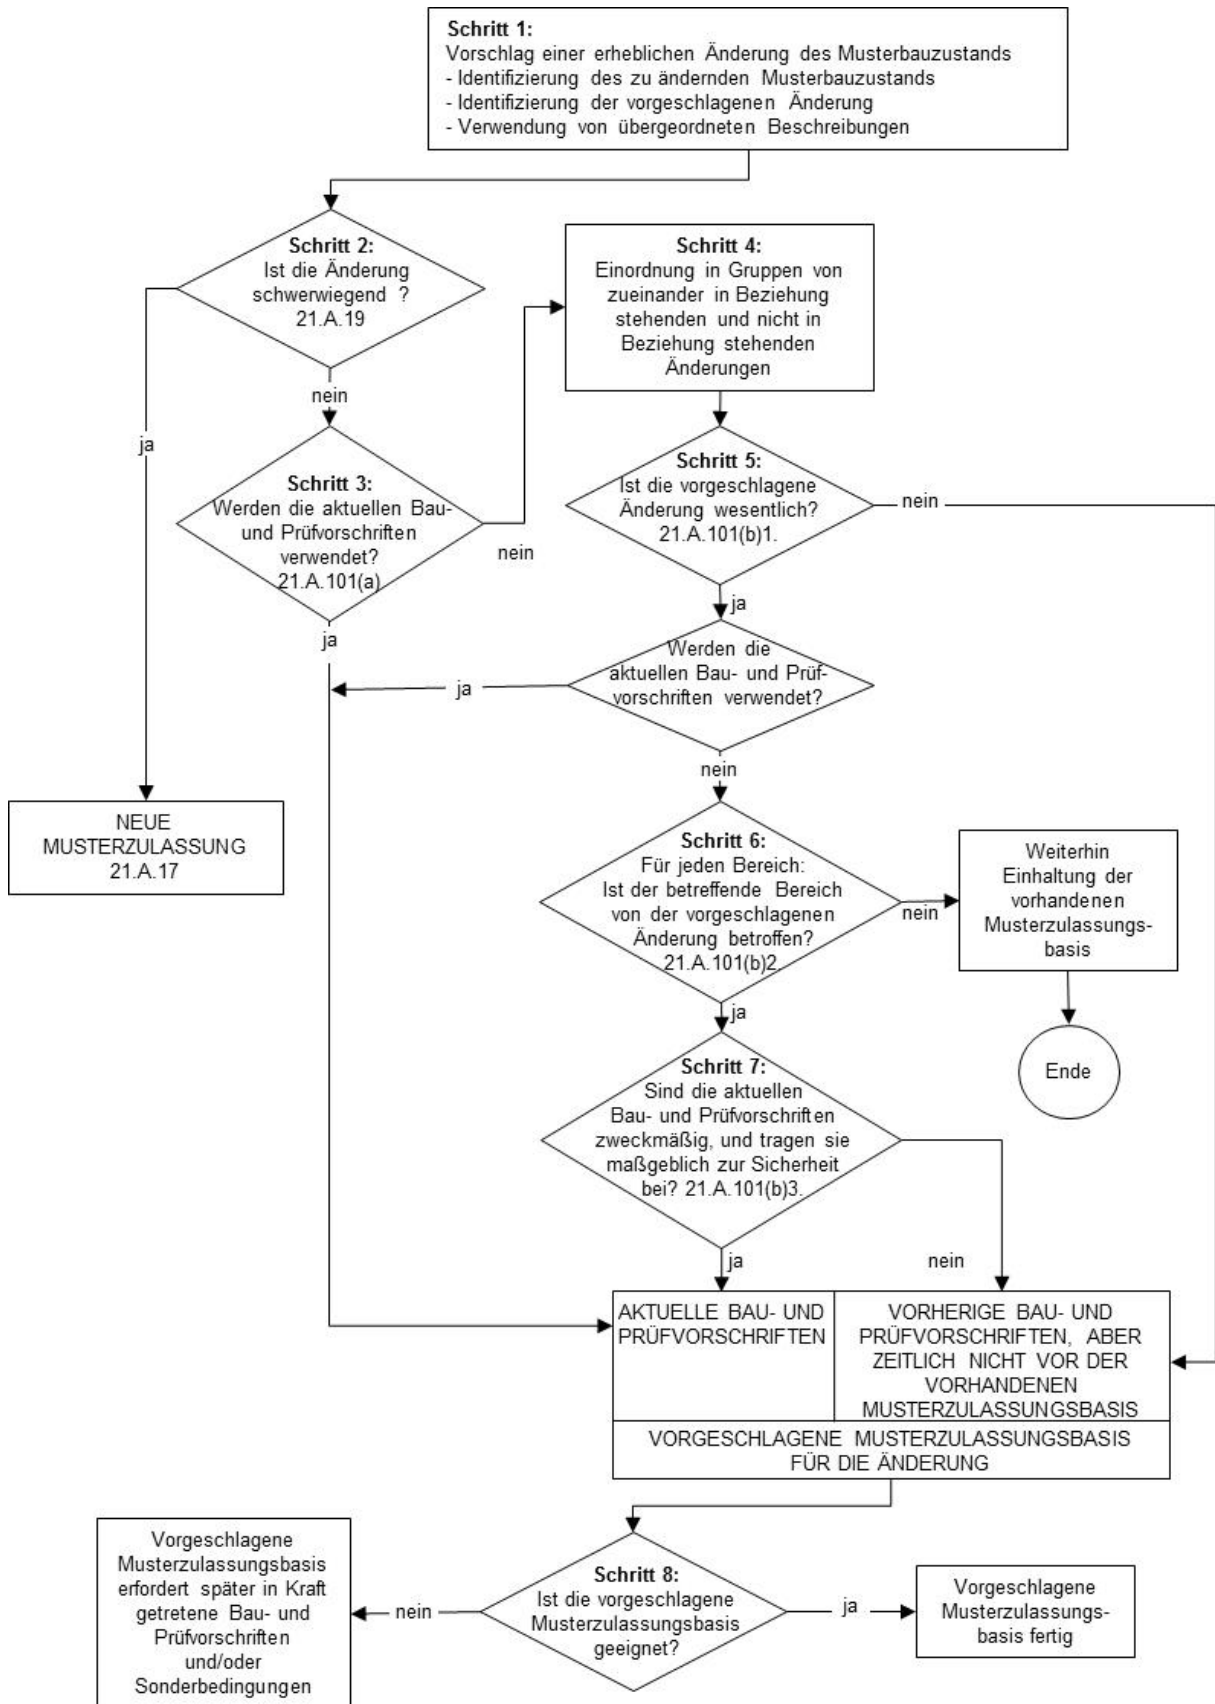 Schritt 1:
Vorschlag einer erheblichen Änderung des Musterbauzustands
- Identifizierung des zu ändernden Musterbauzustands
- Identifizierung der vorgeschlagenen Änderung
- Verwendung von übergeordneten Beschreibungen
Schritt 2:
Ist die Änderung
schwerwiegend ?
21.A.19
ja
nein
Schritt 3:
Werden die aktuellen Bau-
und Prüfvorschriften
verwendet?
21.A.101(a)
nein
ja
Schritt 4:
Einordnung in Gruppen von
zueinander in Beziehung
stehenden und nicht in
Beziehung stehenden
Änderungen
Schritt 5:
Ist die vorgeschlagene
Änderung wesentlich?
21.A.101(b)1.
nein
ja
Werden die
aktuellen Bau- und Prüf-
vorschriften verwendet?
ja
nein
NEUE
MUSTERZULASSUNG
21.A.17
Schritt 6:
Für jeden Bereich:
Ist der betreffende Bereich
von der vorgeschlagenen
Änderung betroffen?
21.A.101(b)2.
nein
ja
Weiterhin
Einhaltung der
vorhandenen
Musterzulassungs-
basis
Ende
Schritt 7:
Sind die aktuellen
Bau- und Prüfvorschriften
zweckmäßig, und tragen sie
maßgeblich zur Sicherheit
bei? 21.A.101(b)3.
ja
nein
AKTUELLE BAU- UND
PRÜFVORSCHRIFTEN
VORHERIGE BAU- UND
PRÜFVORSCHRIFTEN, ABER
ZEITLICH NICHT VOR DER
VORHANDENEN
MUSTERZULASSUNGSBASIS
VORGESCHLAGENE MUSTERZULASSUNGSBASIS
FÜR DIE ÄNDERUNG
Schritt 8:
Ist die vorgeschlagene
Musterzulassungsbasis
geeignet?
nein
ja
Vorgeschlagene
Musterzulassungsbasis
erfordert später in Kraft
getretene Bau- und
Prüfvorschriften
und/oder
Sonderbedingungen
Vorgeschlagene
Musterzulassungs-
basis fertig